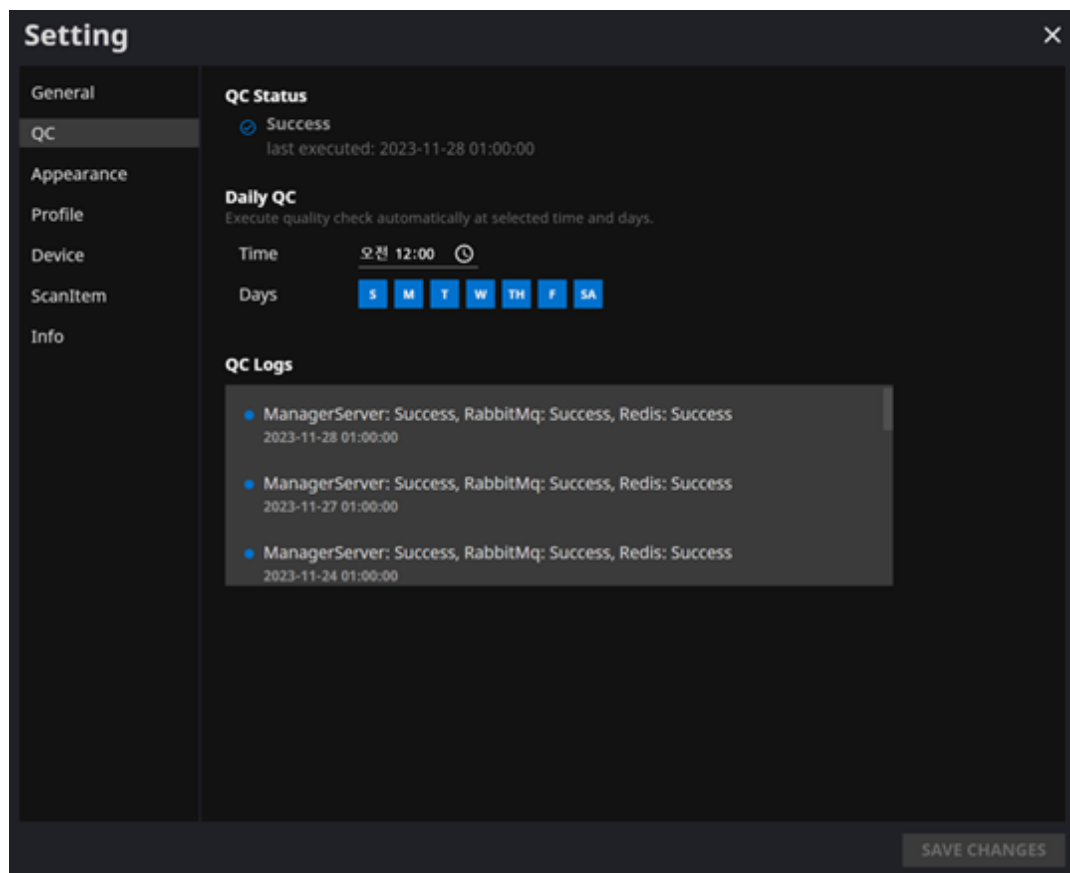 Setting
General
QC
Appearance
Profile
Device
ScanItem
Info
QC Status
Success
last executed: 2023-11-28 01:00:00
Daily QC
Execute quality check automatically at selected time and days.
Time 오전 12:00
Days S M T W TH F SA
QC Logs
ManagerServer: Success, RabbitMq: Success, Redis: Success
2023-11-28 01:00:00
ManagerServer: Success, RabbitMq: Success, Redis: Success
2023-11-27 01:00:00
ManagerServer: Success, RabbitMq: Success, Redis: Success
2023-11-24 01:00:00
SAVE CHANGES